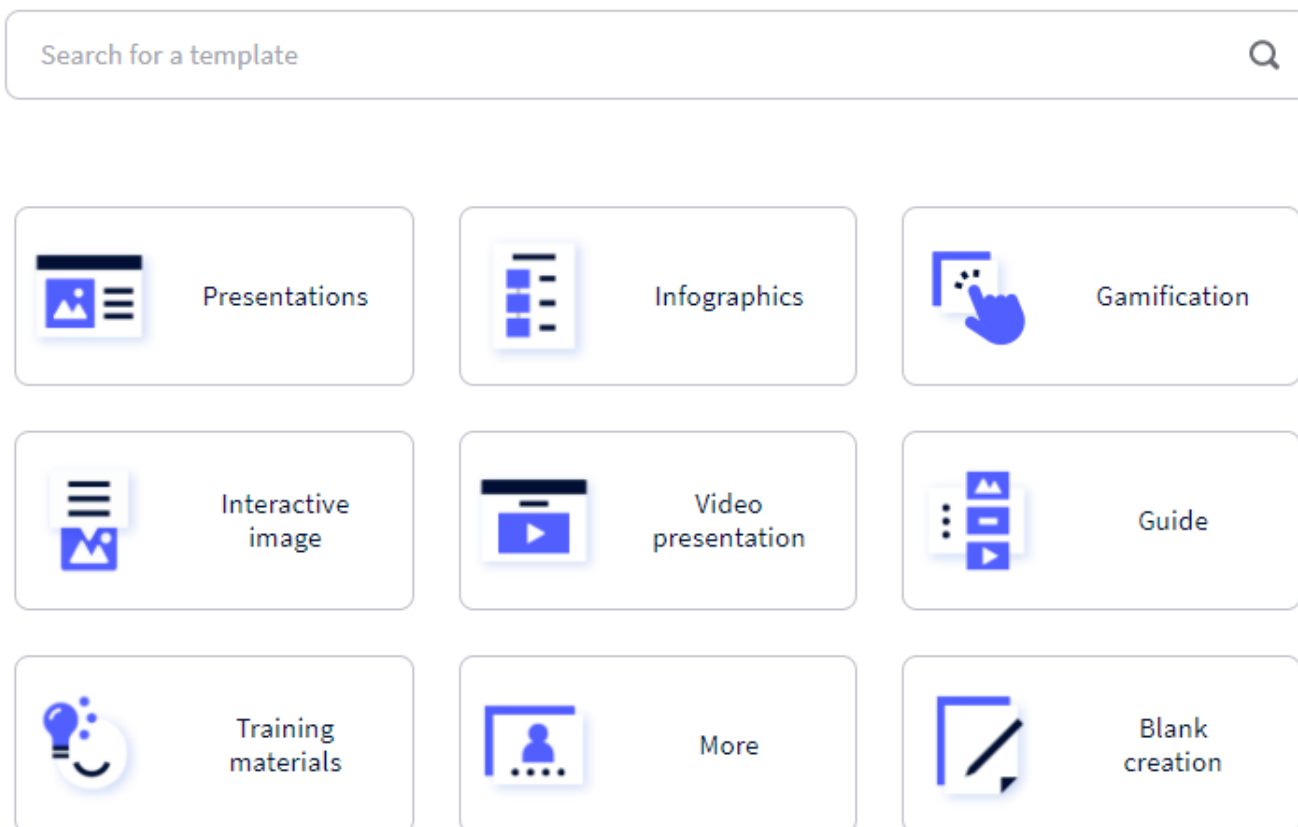 Search for a template
Presentations
Infographics
Gamification
Interactive
image
Video
presentation
Guide
Training
materials
More
Blank
creation